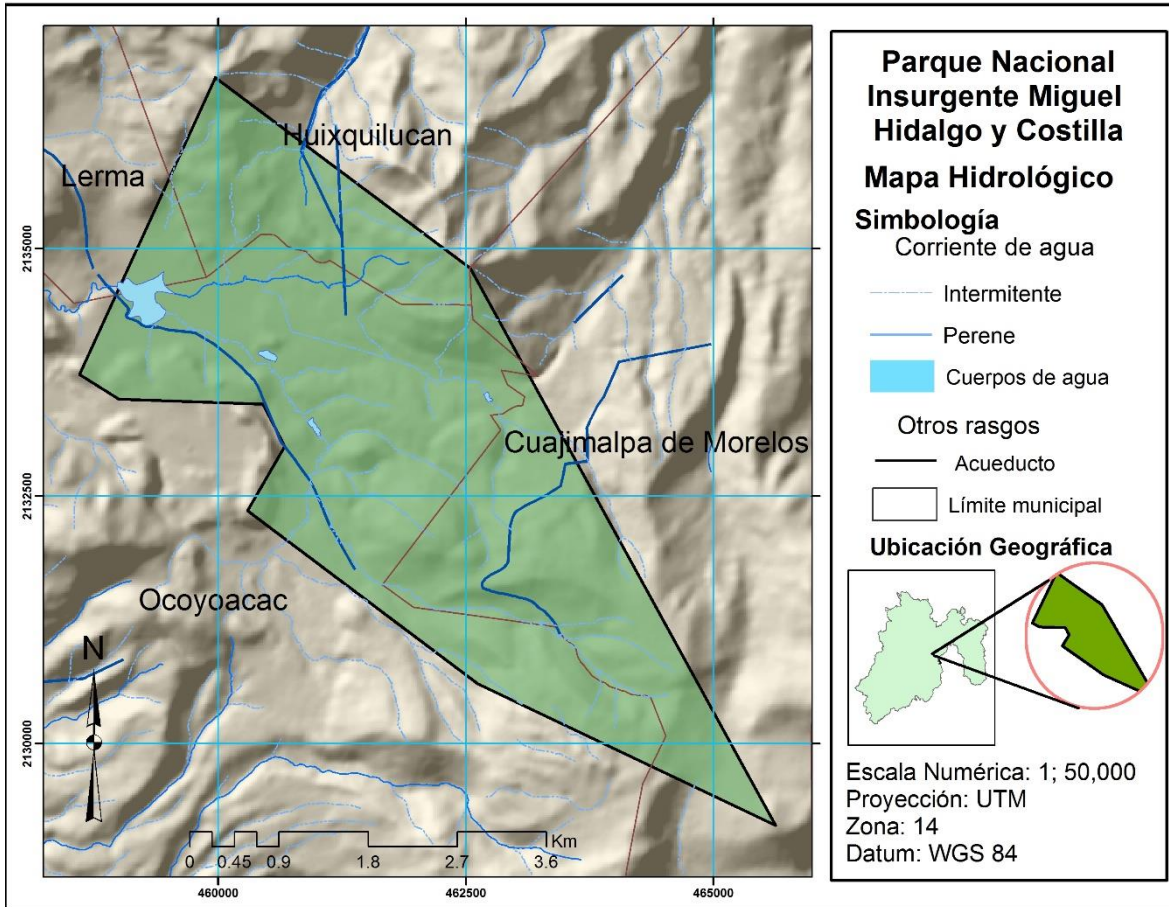 Parque Nacional
Insurgente Miguel
Hidalgo y Costilla
Mapa Hidrológico
Simbología
Corriente de agua
Intermitente
Perene
Cuerpos de agua
Otros rasgos
Acueducto
Límite municipal
Ubicación Geográfica
Escala Numérica: 1; 50,000
Proyección: UTM
Zona: 14
Datum: WGS 84
Huixquilucan
Lerma
Cuajimalpa de Morelos
Ocoyoacac
N
2135000
2132500
2130000
Km
0 0.45 0.9 1.8 2.7 3.6
460000 462500 465000